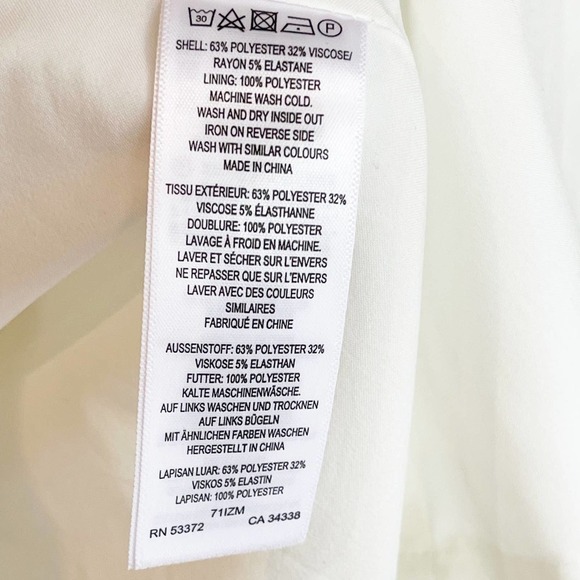 30
P
SHELL: 63% POLYESTER 32% VISCOSE/
RAYON 5% ELASTANE
LINING: 100% POLYESTER
MACHINE WASH COLD.
WASH AND DRY INSIDE OUT
IRON ON REVERSE SIDE
WASH WITH SIMILAR COLOURS
MADE IN CHINA
TISSU EXTÉRIEUR: 63% POLYESTER 32%
VISCOSE 5% ÉLASTHANNE
DOUBLURE: 100% POLYESTER
LAVAGE À FROID EN MACHINE.
LAVER ET SÉCHER SUR L'ENVERS
NE REPASSER QUE SUR L'ENVERS
LAVER AVEC DES COULEURS
SIMILAIRES
FABRIQUÉ EN CHINE
AUSSENSTOFF: 63% POLYESTER 32%
VISKOSE 5% ELASTHAN
FUTTER: 100% POLYESTER
KALTE MASCHINENWÄSCHE.
AUF LINKS WASCHEN UND TROCKNEN
AUF LINKS BÜGELN
MIT ÄHNLICHEN FARBEN WASCHEN
HERGESTELLT IN CHINA
LAPISAN LUAR: 63% POLYESTER 32%
VISKOS 5% ELASTIN
LAPISAN: 100% POLYESTER
71IZM
RN 53372 CA 34338